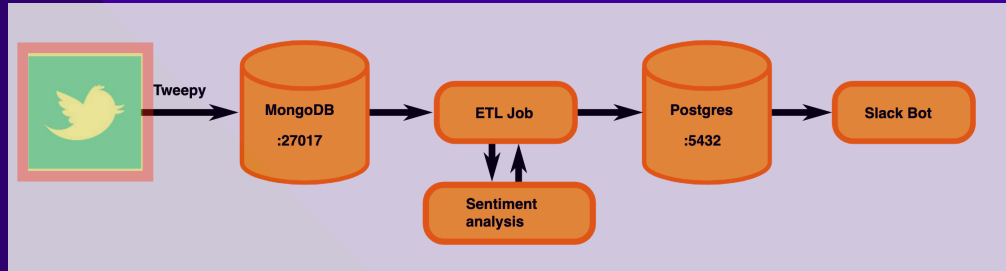 Tweepy
MongoDB
:27017
ETL Job
Sentiment
analysis
Postgres
:5432
Slack Bot